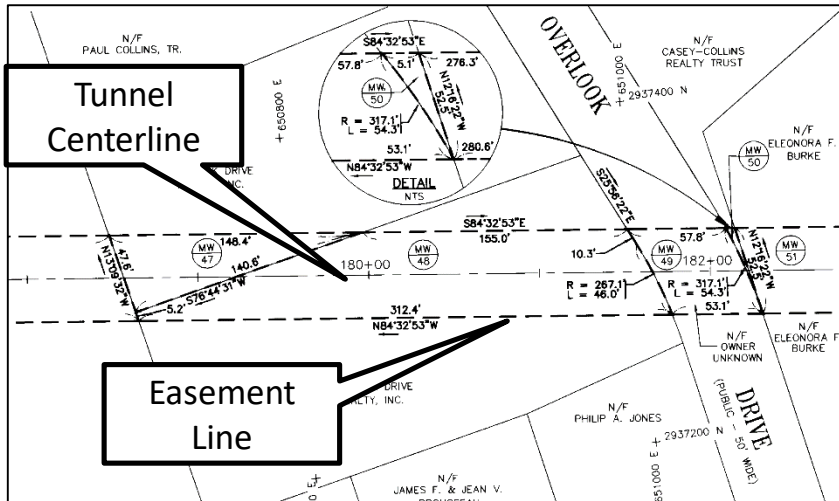 N/F
PAUL COLLINS, TR.
S84°32'53"E
57.8'
5.1'
276.3'
MW
50
N12°16'22"W
52.5'
R = 317.1'
L = 54.3'
53.1'
280.6'
N84°32'53"W
DETAIL
NTS
OVERLOOK
N/F
CASEY-COLLINS
REALTY TRUST
651000 E
2937400 N
650800 E
N/F
ELEONORA F.
BURKE
MW
50
Tunnel
Centerline
DRIVE
INC.
S25°56'22"E
S84°32'53"E
155.0'
57.8'
148.4'
MW
47
140.6'
S76°44'31"W
5.2'
47.6'
N13°09'32"W
180+00
MW
48
10.3'
MW
49
182+00
N12°16'22"W
52.5'
MW
51
R = 267.1'
L = 46.0'
R = 317.1'
L = 54.3'
53.1'
312.4'
N84°32'53"W
N/F
OWNER
UNKNOWN
N/F
ELEONORA F.
BURKE
Easement
Line
DRIVE
LTY, INC.
N/F
PHILIP A. JONES
DRIVE
(PUBLIC - 50' WIDE)
2937200 N
651000 E
N/F
JAMES F. & JEAN V.